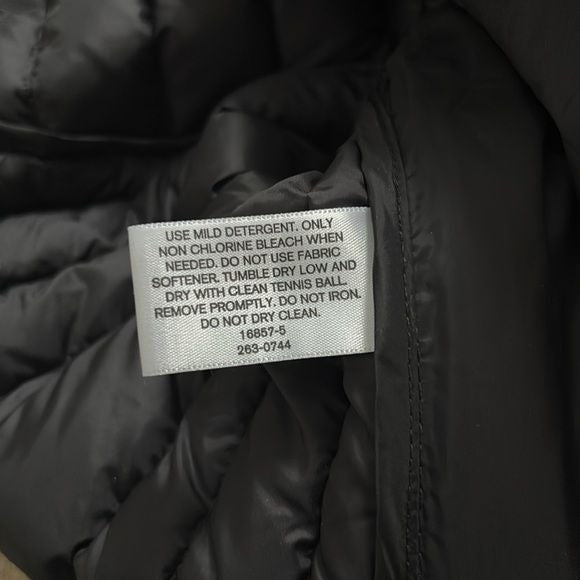 USE MILD DETERGENT. ONLY
NON CHLORINE BLEACH WHEN
NEEDED. DO NOT USE FABRIC
SOFTENER. TUMBLE DRY LOW AND
DRY WITH CLEAN TENNIS BALL.
REMOVE PROMPTLY. DO NOT IRON.
DO NOT DRY CLEAN.
16857-5
263-0744